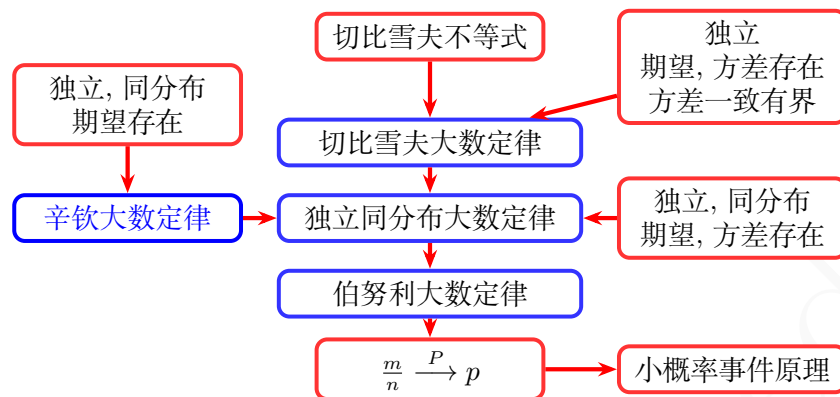 切比雪夫不等式
独立
期望, 方差存在
方差一致有界
独立, 同分布
期望存在
切比雪夫大数定律
辛钦大数定律
独立同分布大数定律
独立, 同分布
期望, 方差存在
伯努利大数定律
m/n —P→ p
小概率事件原理